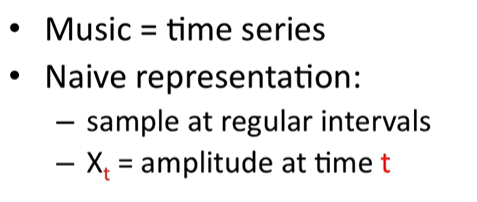 • Music = time series
• Naive representation:
– sample at regular intervals
– Xₜ = amplitude at time t